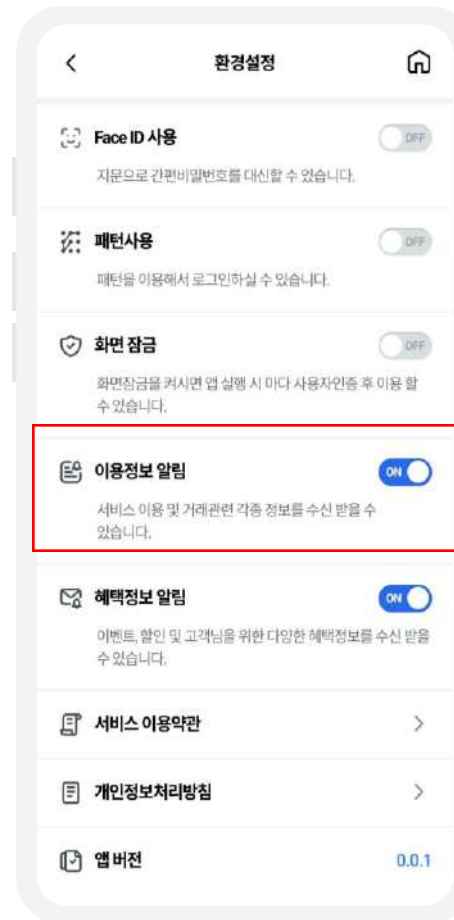 환경설정
Face ID 사용
OFF
지문으로 간편비밀번호를 대신할 수 있습니다.
패턴사용
OFF
패턴을 이용해서 로그인하실 수 있습니다.
화면 잠금
OFF
화면잠금을 켜시면 앱 실행 시 마다 사용자인증 후 이용 할
수 있습니다.
이용정보 알림
ON
서비스 이용 및 거래관련 각종 정보를 수신 받을 수
있습니다.
혜택정보 알림
ON
이벤트, 할인 및 고객님을 위한 다양한 혜택정보를 수신 받을
수 있습니다.
서비스 이용약관
개인정보처리방침
앱 버전
0.0.1